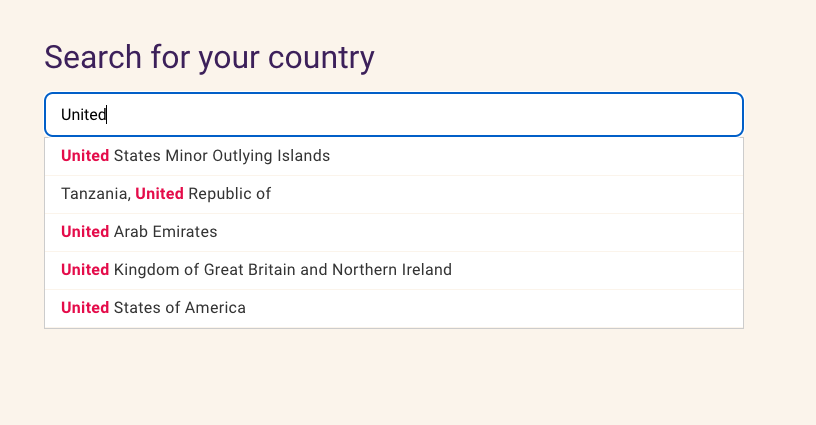 Search for your country
United
United States Minor Outlying Islands
Tanzania, United Republic of
United Arab Emirates
United Kingdom of Great Britain and Northern Ireland
United States of America